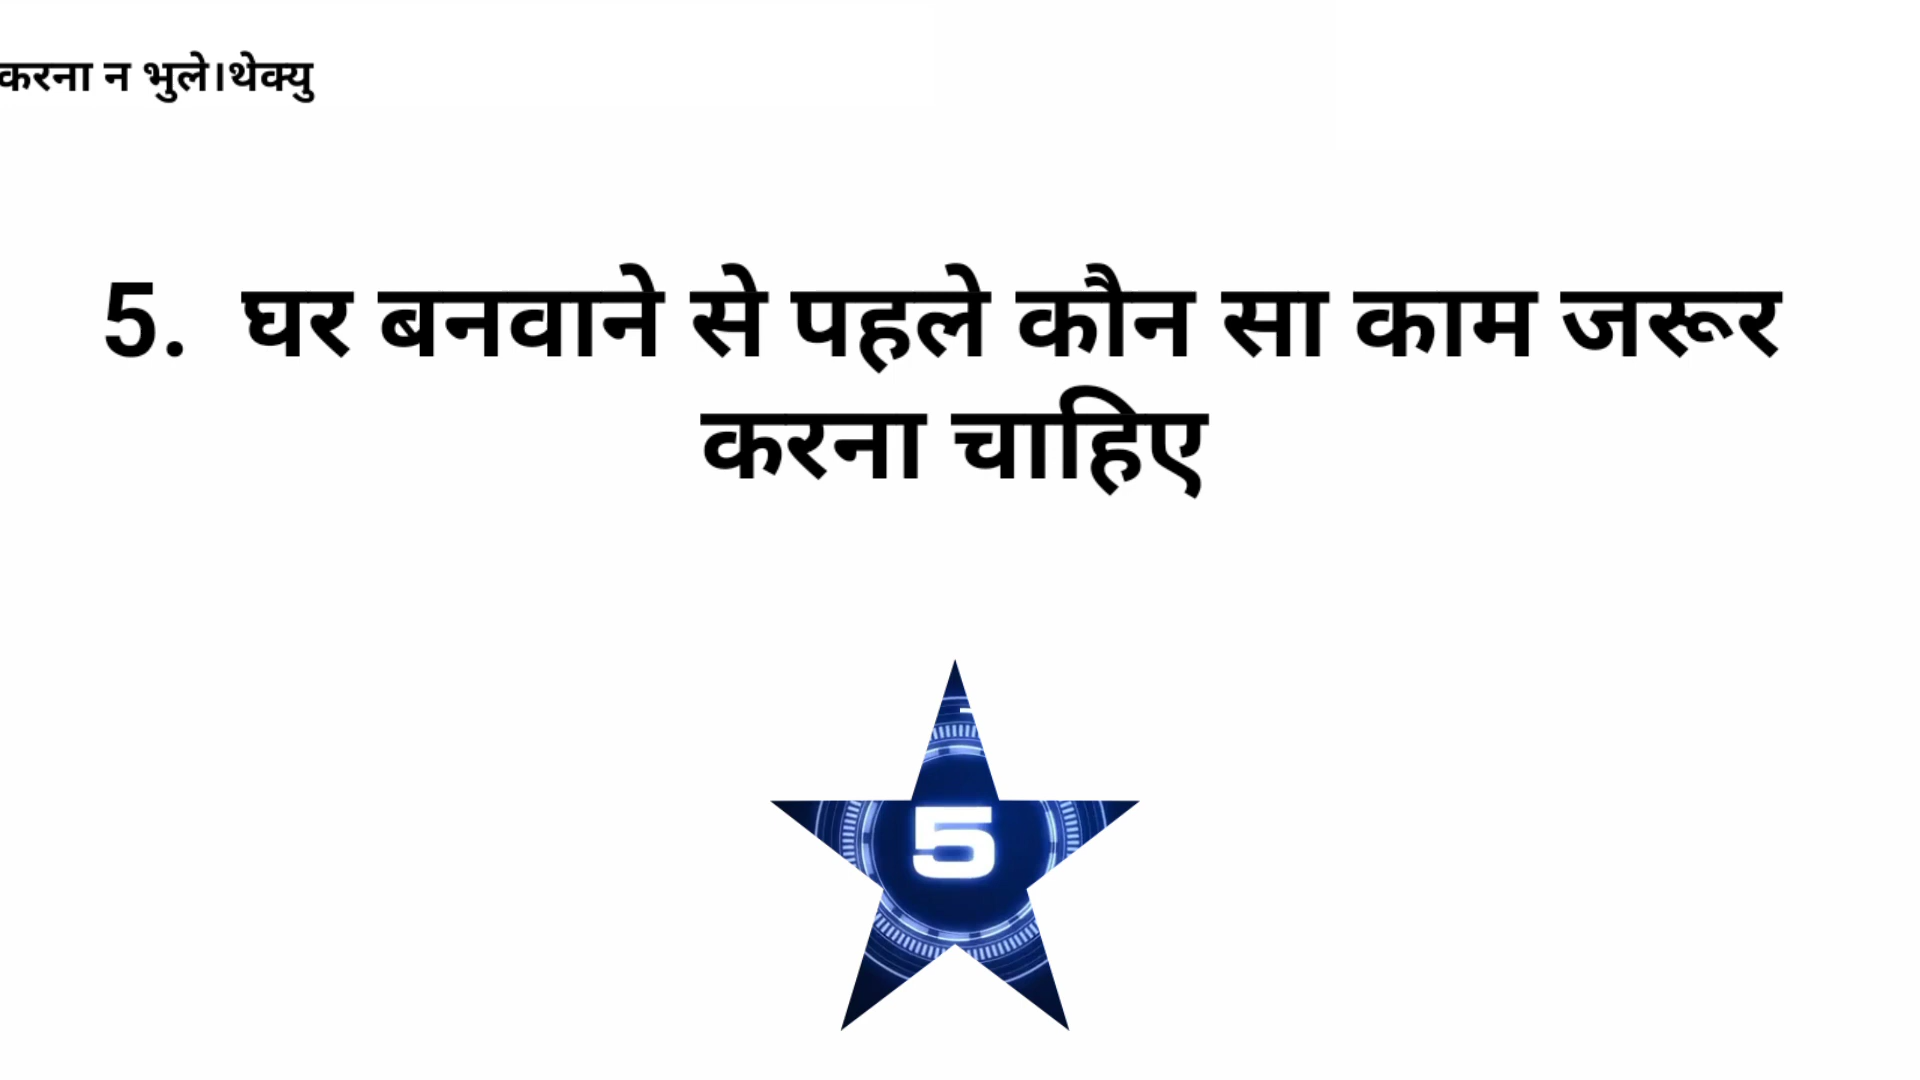 करना न भुले।थेक्यु
5. घर बनवाने से पहले कौन सा काम जरूर
करना चाहिए
5